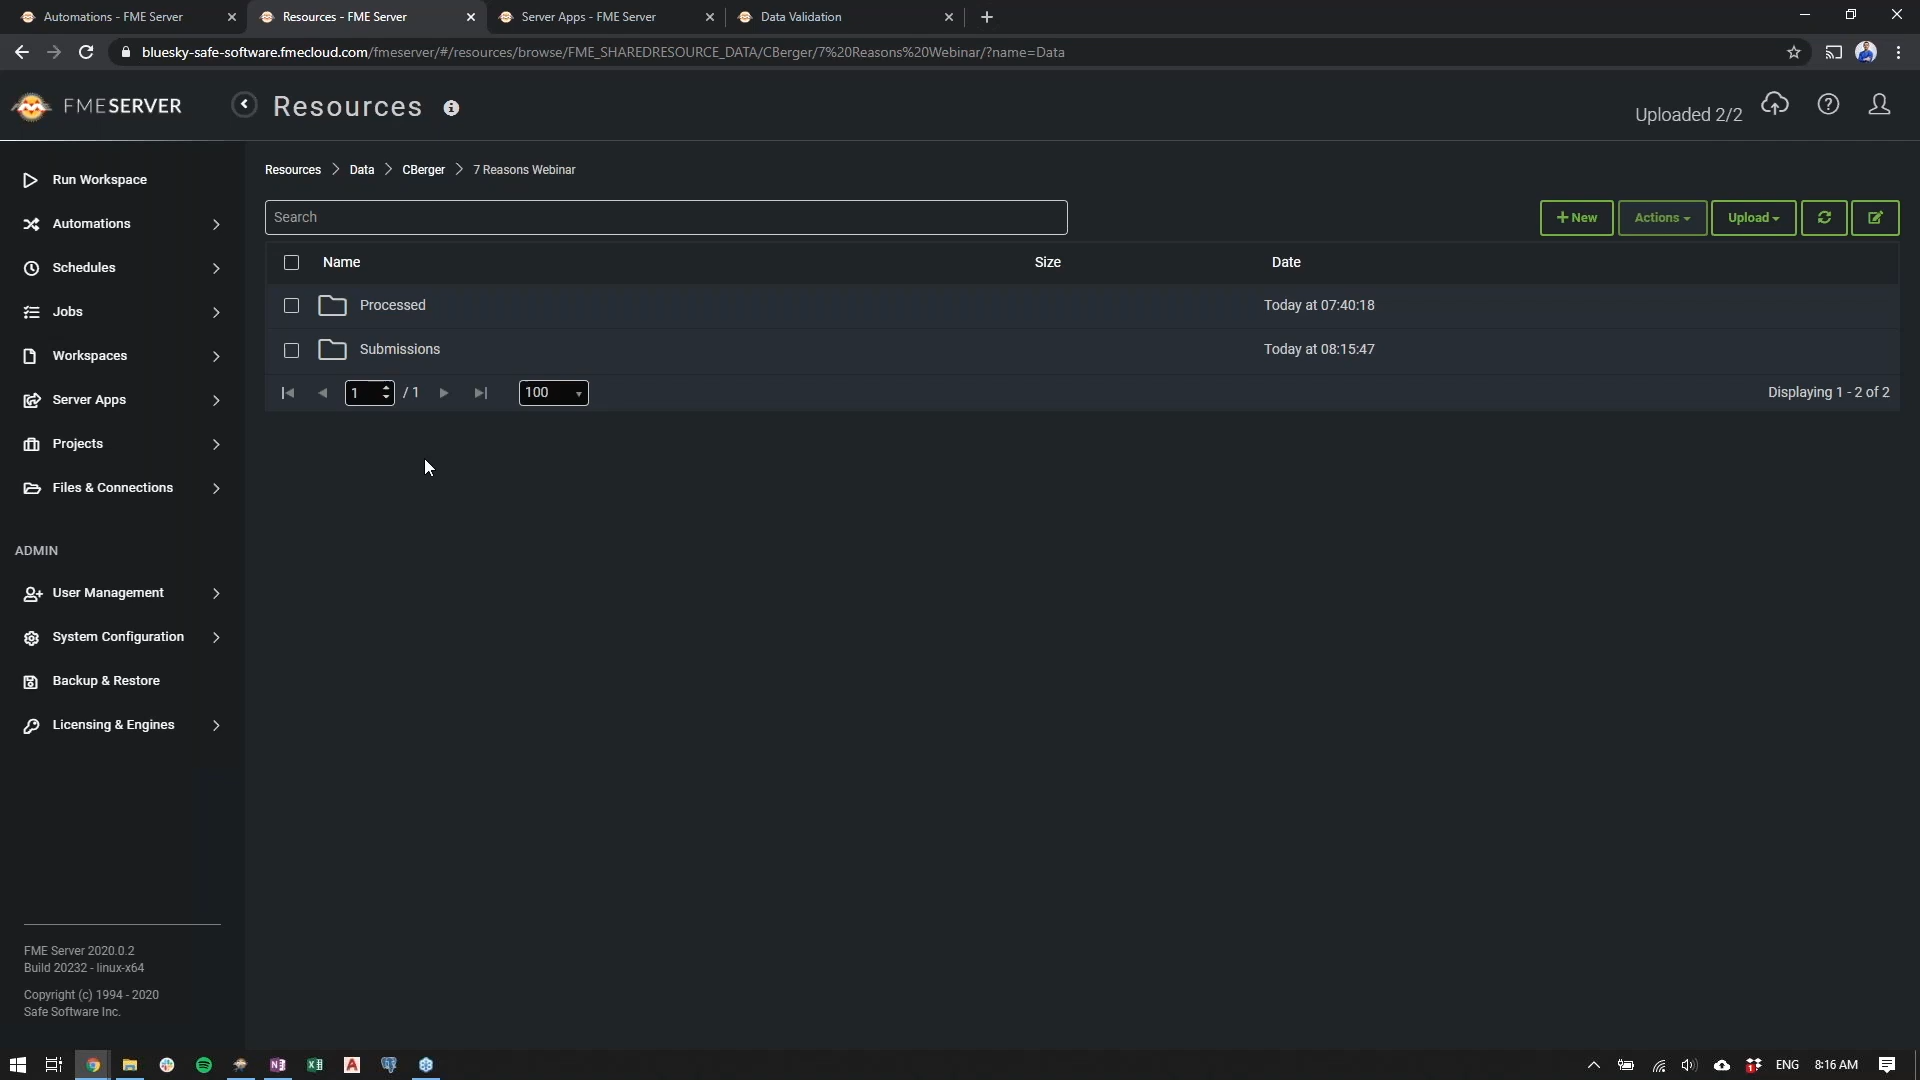 Automations - FME Server
Resources - FME Server
Server Apps - FME Server
Data Validation
bluesky-safe-software.fmecloud.com/fmeserver/#/resources/browse/FME_SHAREDRESOURCE_DATA/CBerger/7%20Reasons%20Webinar/?name=Data
FMESERVER
Resources
Uploaded 2/2
Run Workspace
Automations
Schedules
Jobs
Workspaces
Server Apps
Projects
Files & Connections
ADMIN
User Management
System Configuration
Backup & Restore
Licensing & Engines
FME Server 2020.0.2
Build 20232 - linux-x64
Copyright (c) 1994 - 2020
Safe Software Inc.
Resources > Data > CBerger > 7 Reasons Webinar
Search
+ New
Actions
Upload
Name Size Date
Processed Today at 07:40:18
Submissions Today at 08:15:47
1 / 1 100 Displaying 1 - 2 of 2
ENG 8:16 AM